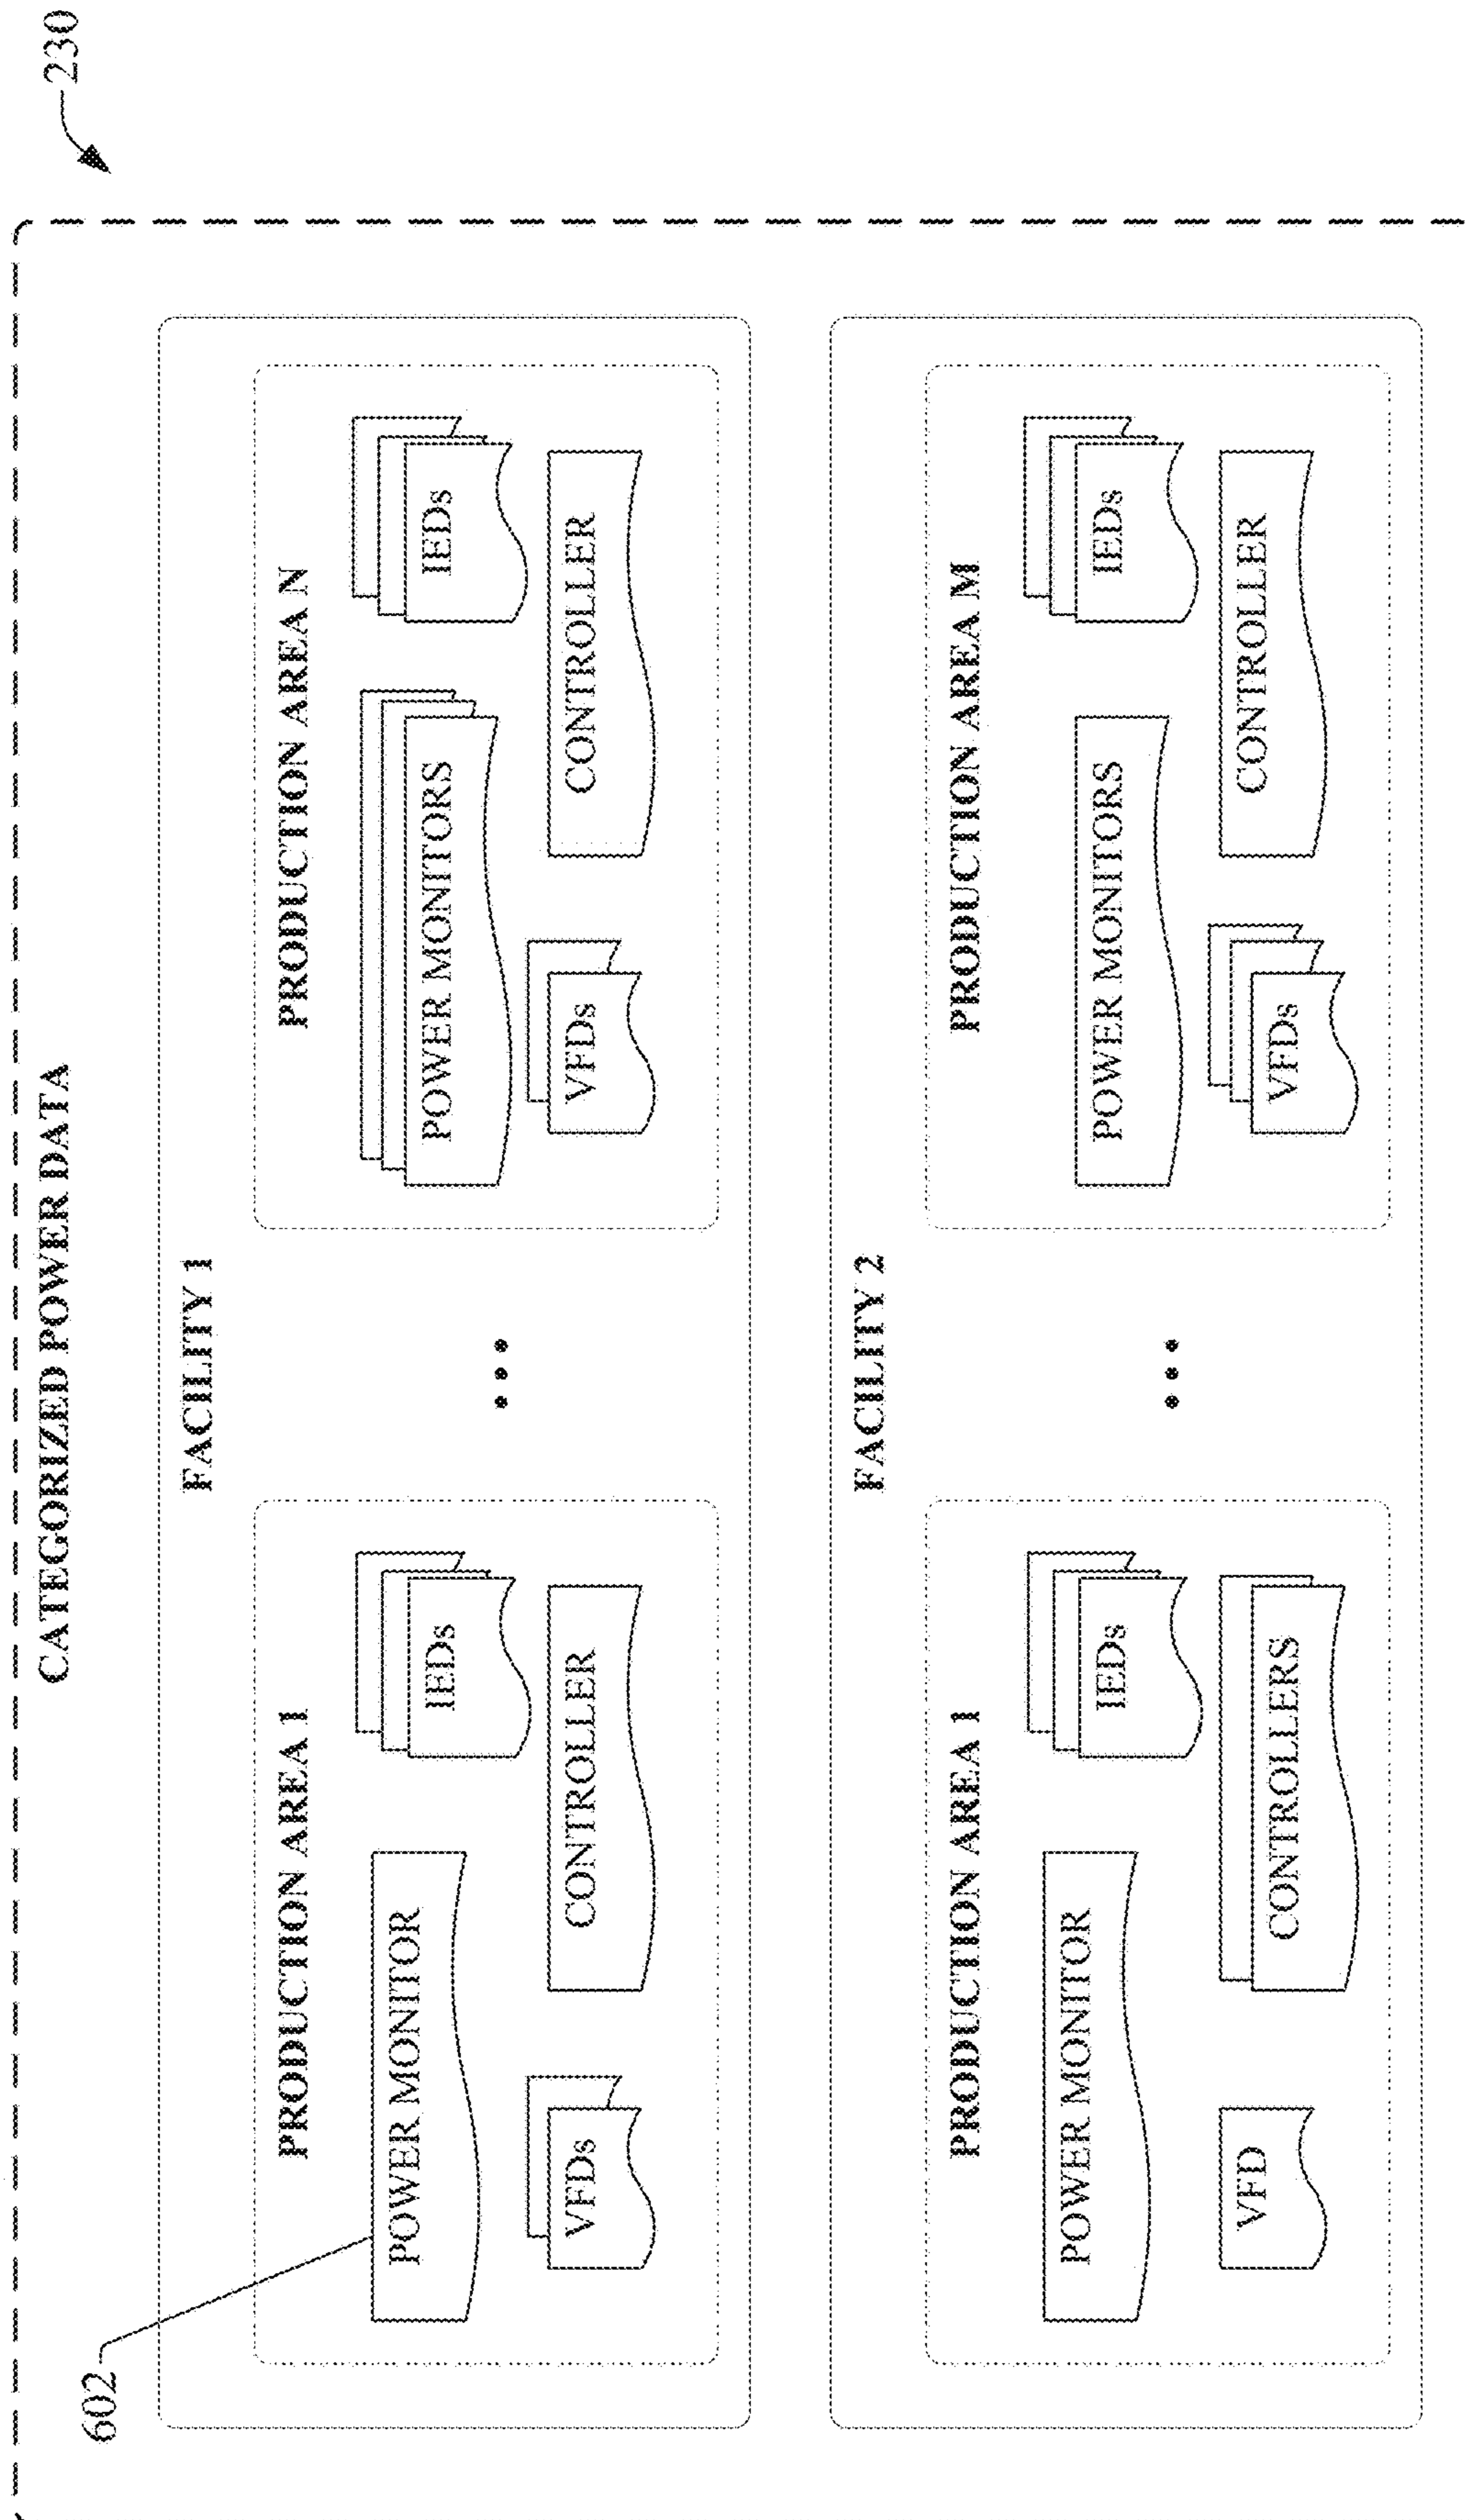 230
CATEGORIZED POWER DATA
602
FACILITY 1
PRODUCTION AREA 1
POWER MONITOR
IEDs
VFDs
CONTROLLER
PRODUCTION AREA N
POWER MONITORS
IEDs
VFDs
CONTROLLER
FACILITY 2
PRODUCTION AREA 1
POWER MONITOR
IEDs
VFD
CONTROLLERS
PRODUCTION AREA M
POWER MONITORS
IEDs
VFDs
CONTROLLER